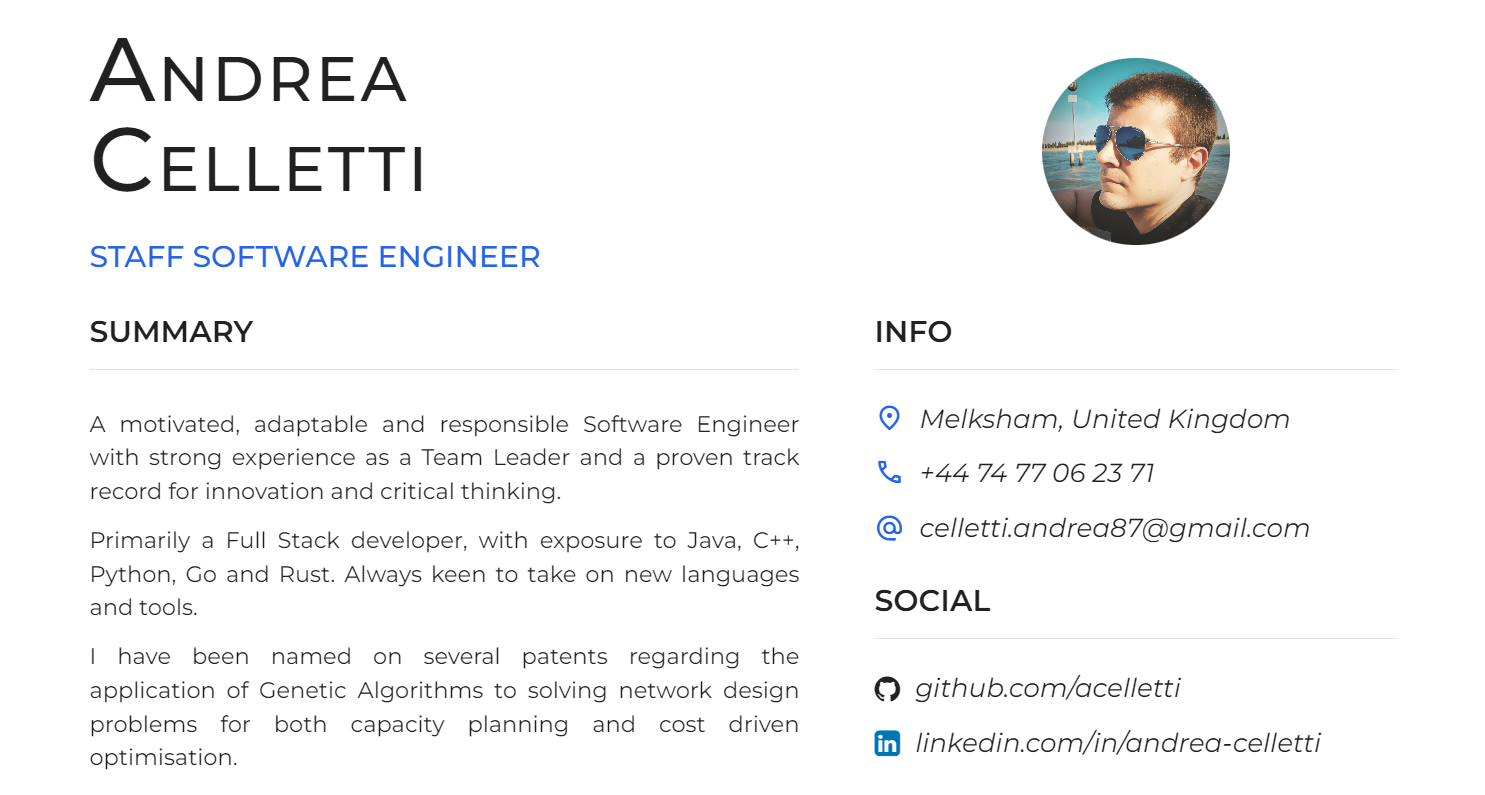 ANDREA
CELLETTI
STAFF SOFTWARE ENGINEER
SUMMARY
A motivated, adaptable and responsible Software Engineer
with strong experience as a Team Leader and a proven track
record for innovation and critical thinking.
Primarily a Full Stack developer, with exposure to Java, C++,
Python, Go and Rust. Always keen to take on new languages
and tools.
I have been named on several patents regarding the
application of Genetic Algorithms to solving network design
problems for both capacity planning and cost driven
optimisation.
INFO
Melksham, United Kingdom
+44 74 77 06 23 71
celletti.andrea87@gmail.com
SOCIAL
github.com/acelletti
in linkedin.com/in/andrea-celletti